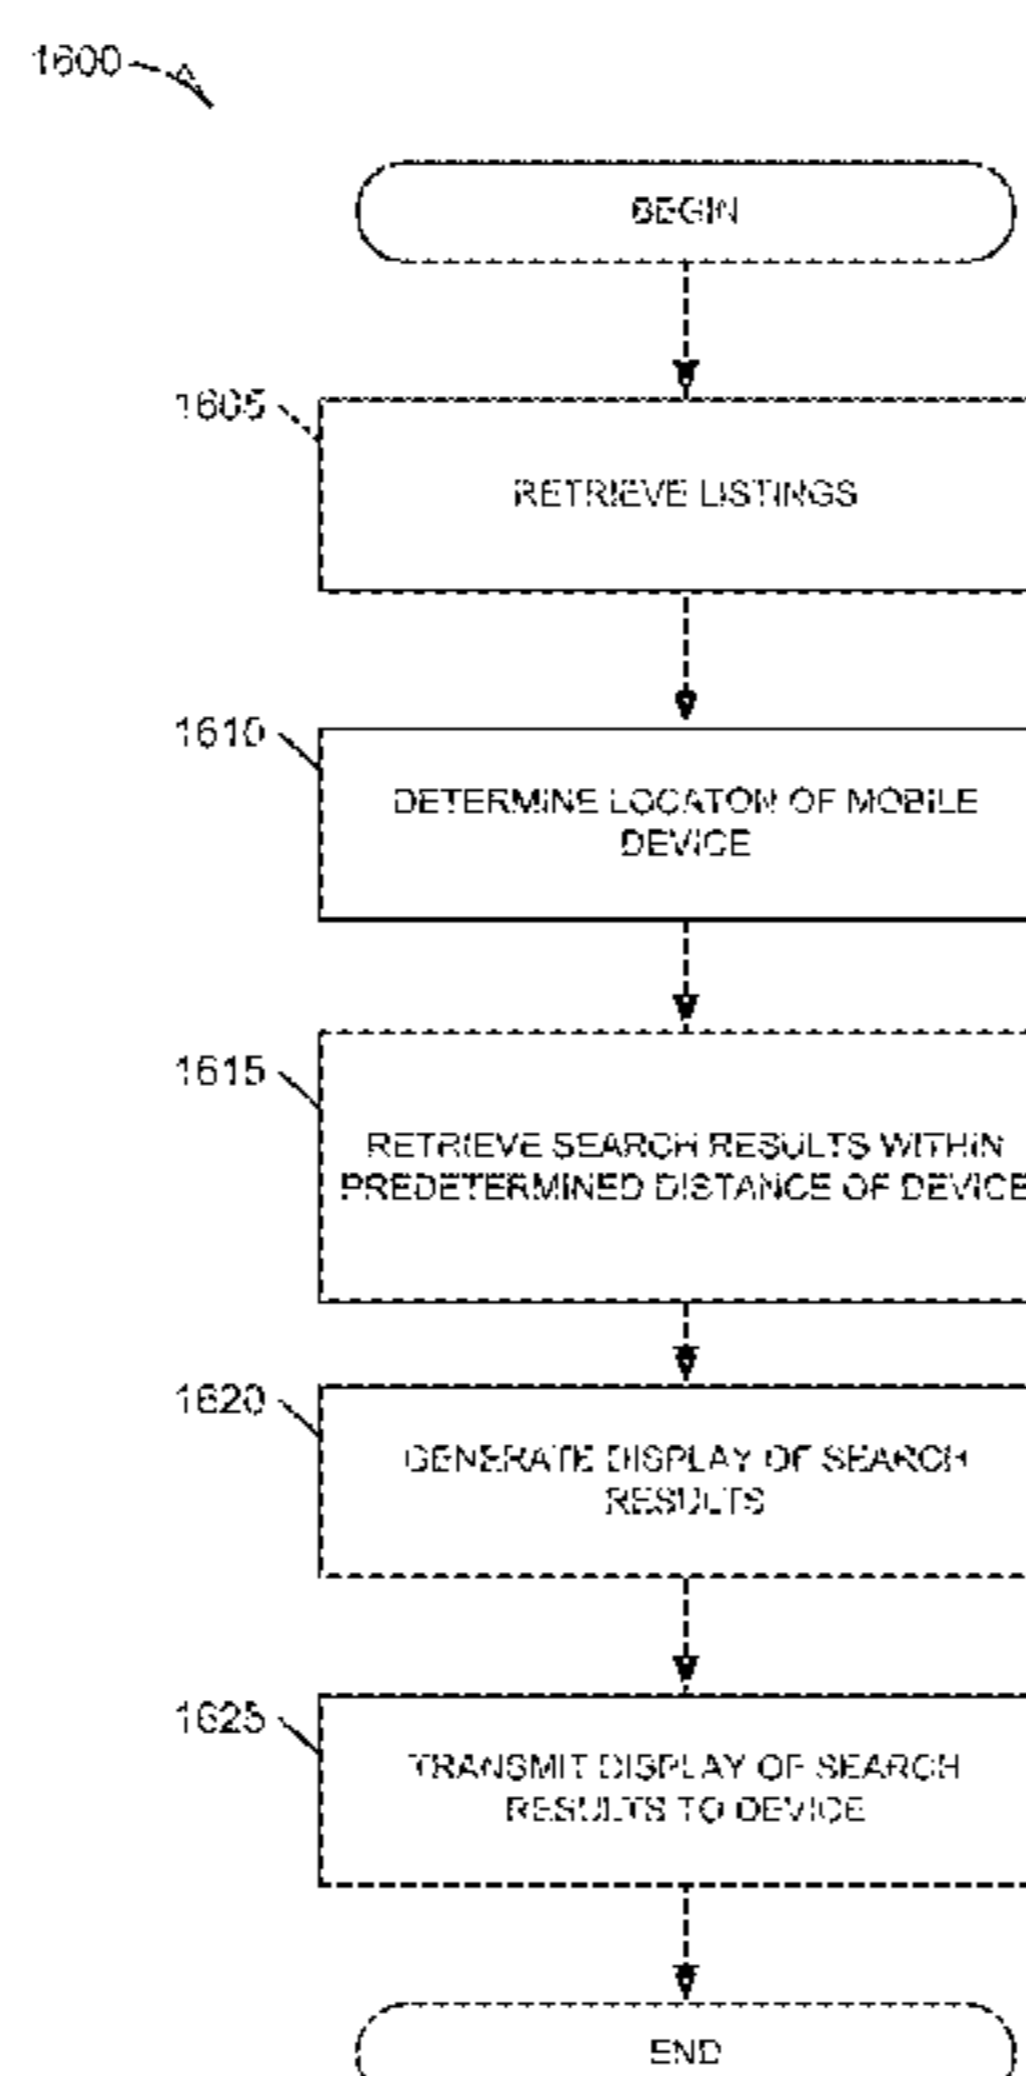 1600
BEGIN
1605
RETRIEVE LISTINGS
1610
DETERMINE LOCATON OF MOBILE
DEVICE
1615
RETRIEVE SEARCH RESULTS WITHIN
PREDETERMINED DISTANCE OF DEVICE
1620
GENERATE DISPLAY OF SEARCH
RESULTS
1625
TRANSMIT DISPLAY OF SEARCH
RESULTS TO DEVICE
END